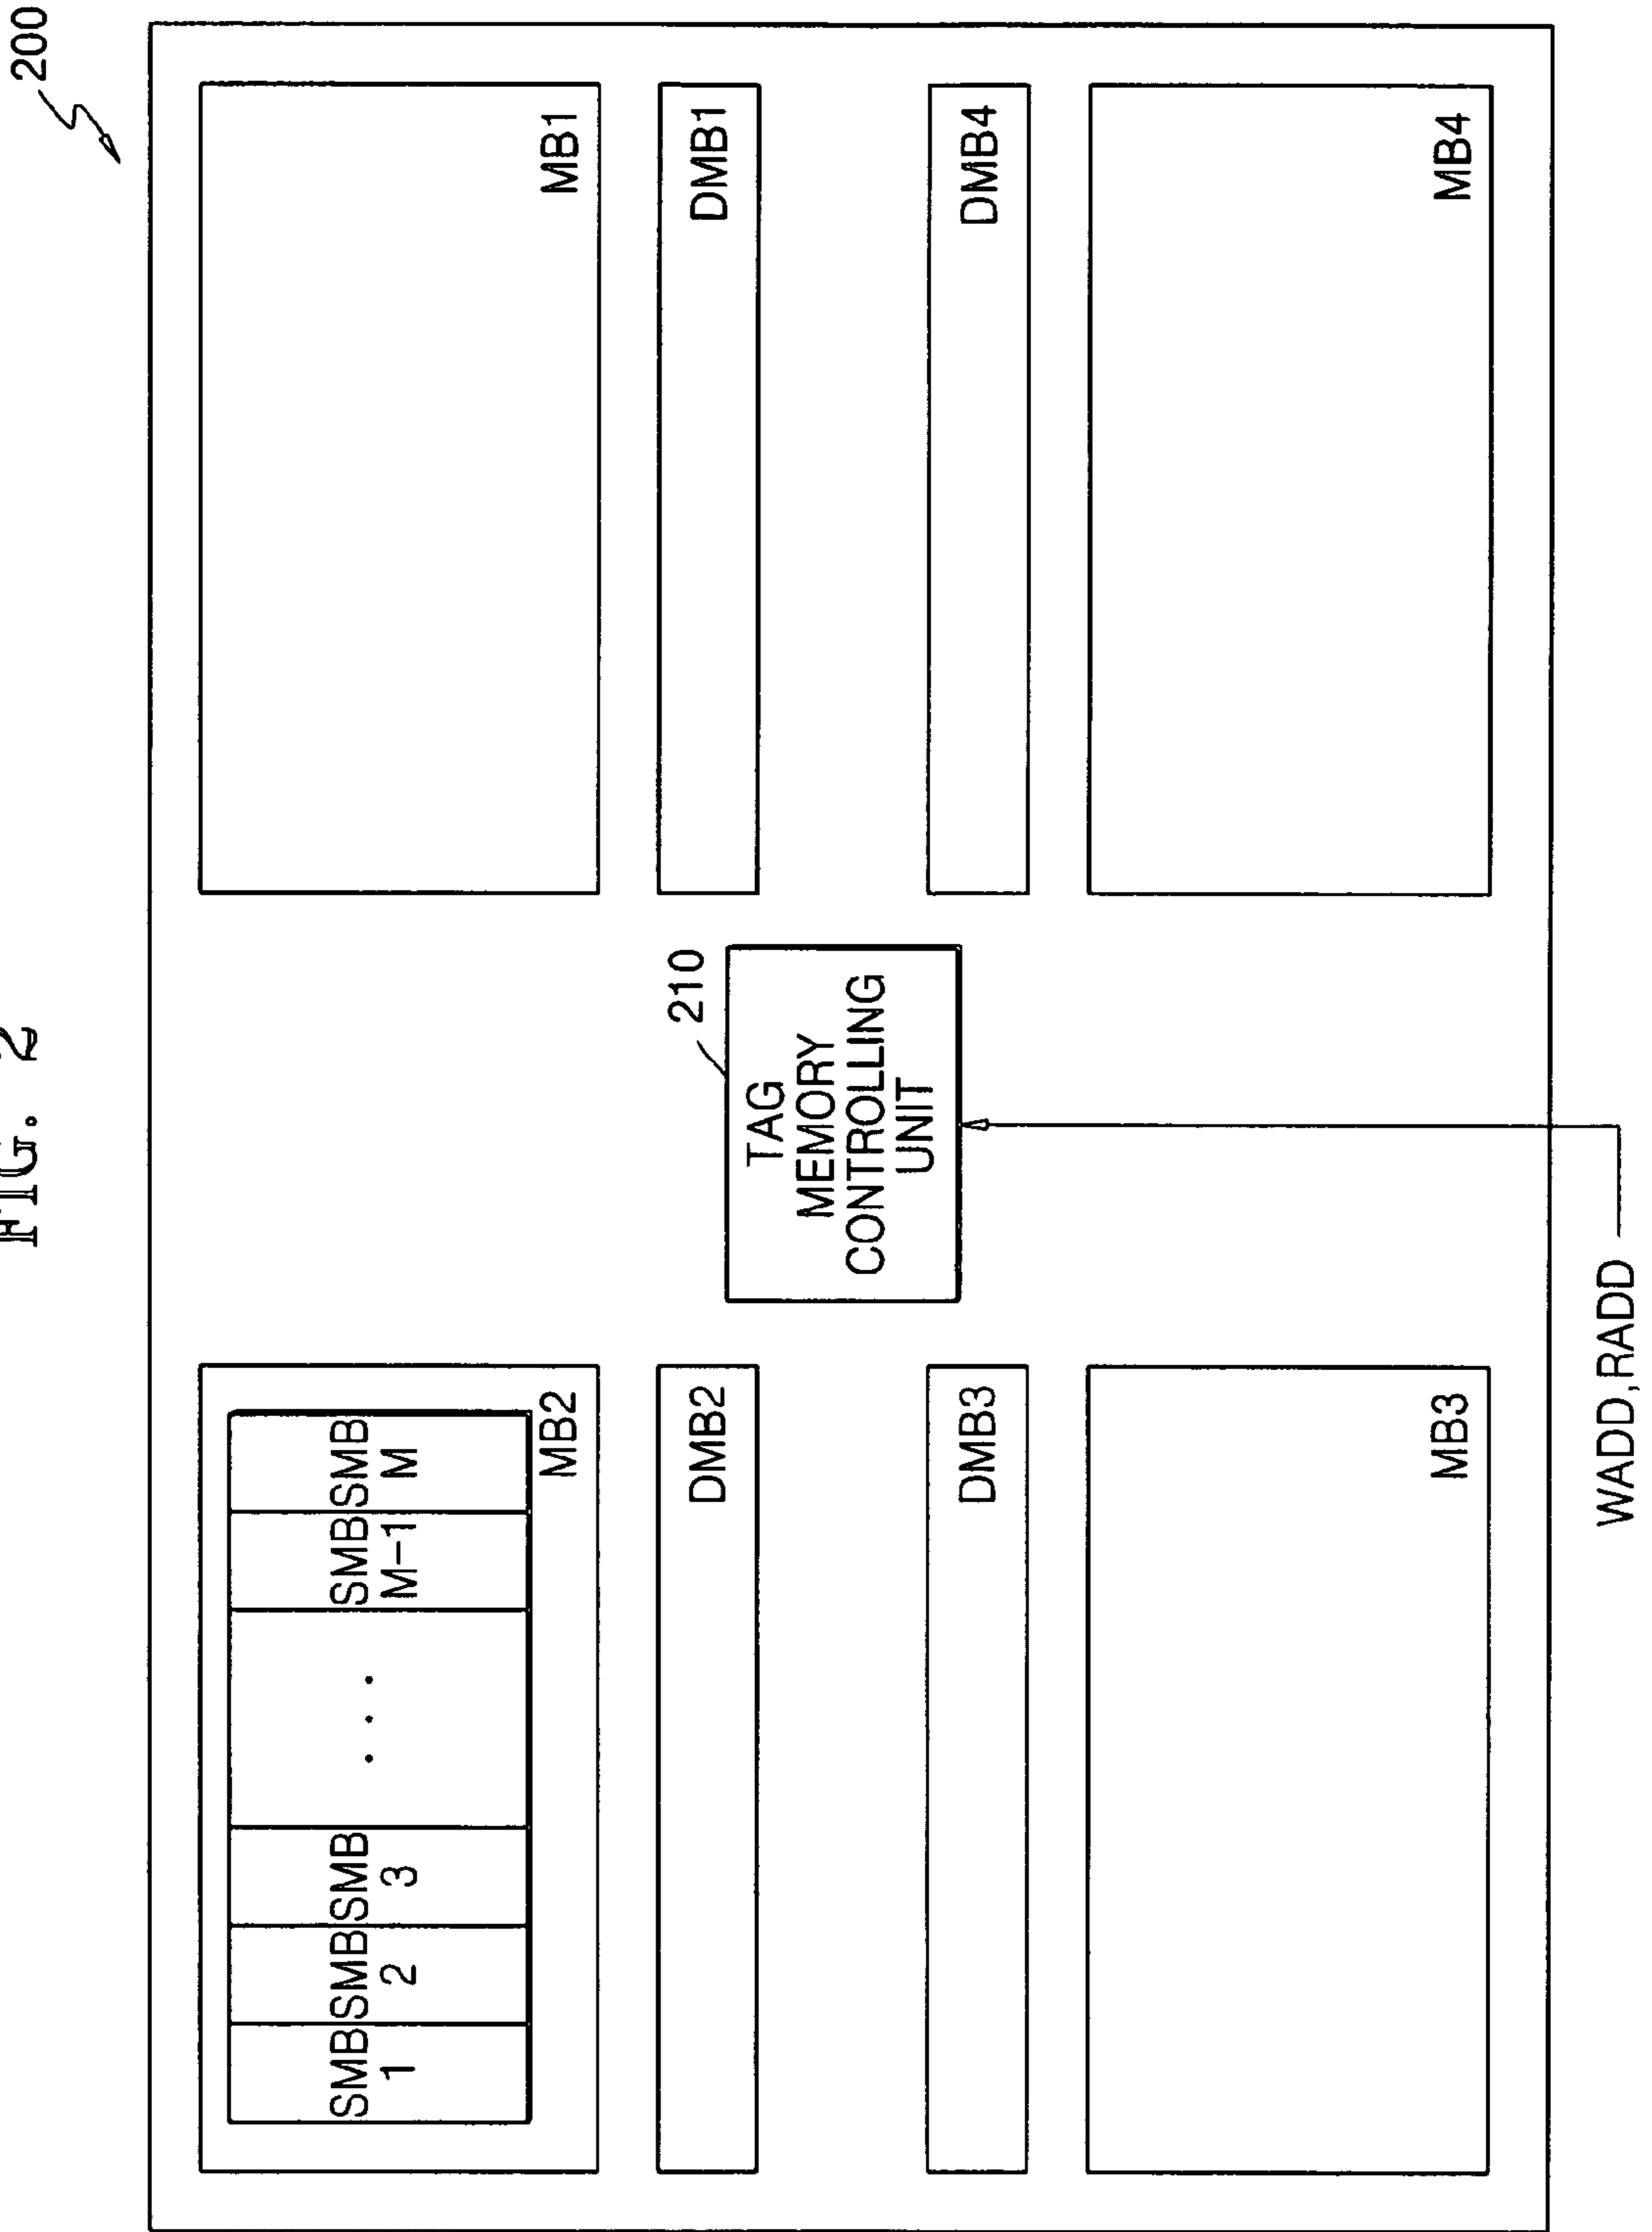 FIG. 2
200
SMB 1
SMB 2
SMB 3
...
SMB M-1
SMB M
MB2
MB1
DMB2
DMB1
210
TAG
MEMORY
CONTROLLING
UNIT
DMB3
DMB4
MB3
MB4
WADD,RADD